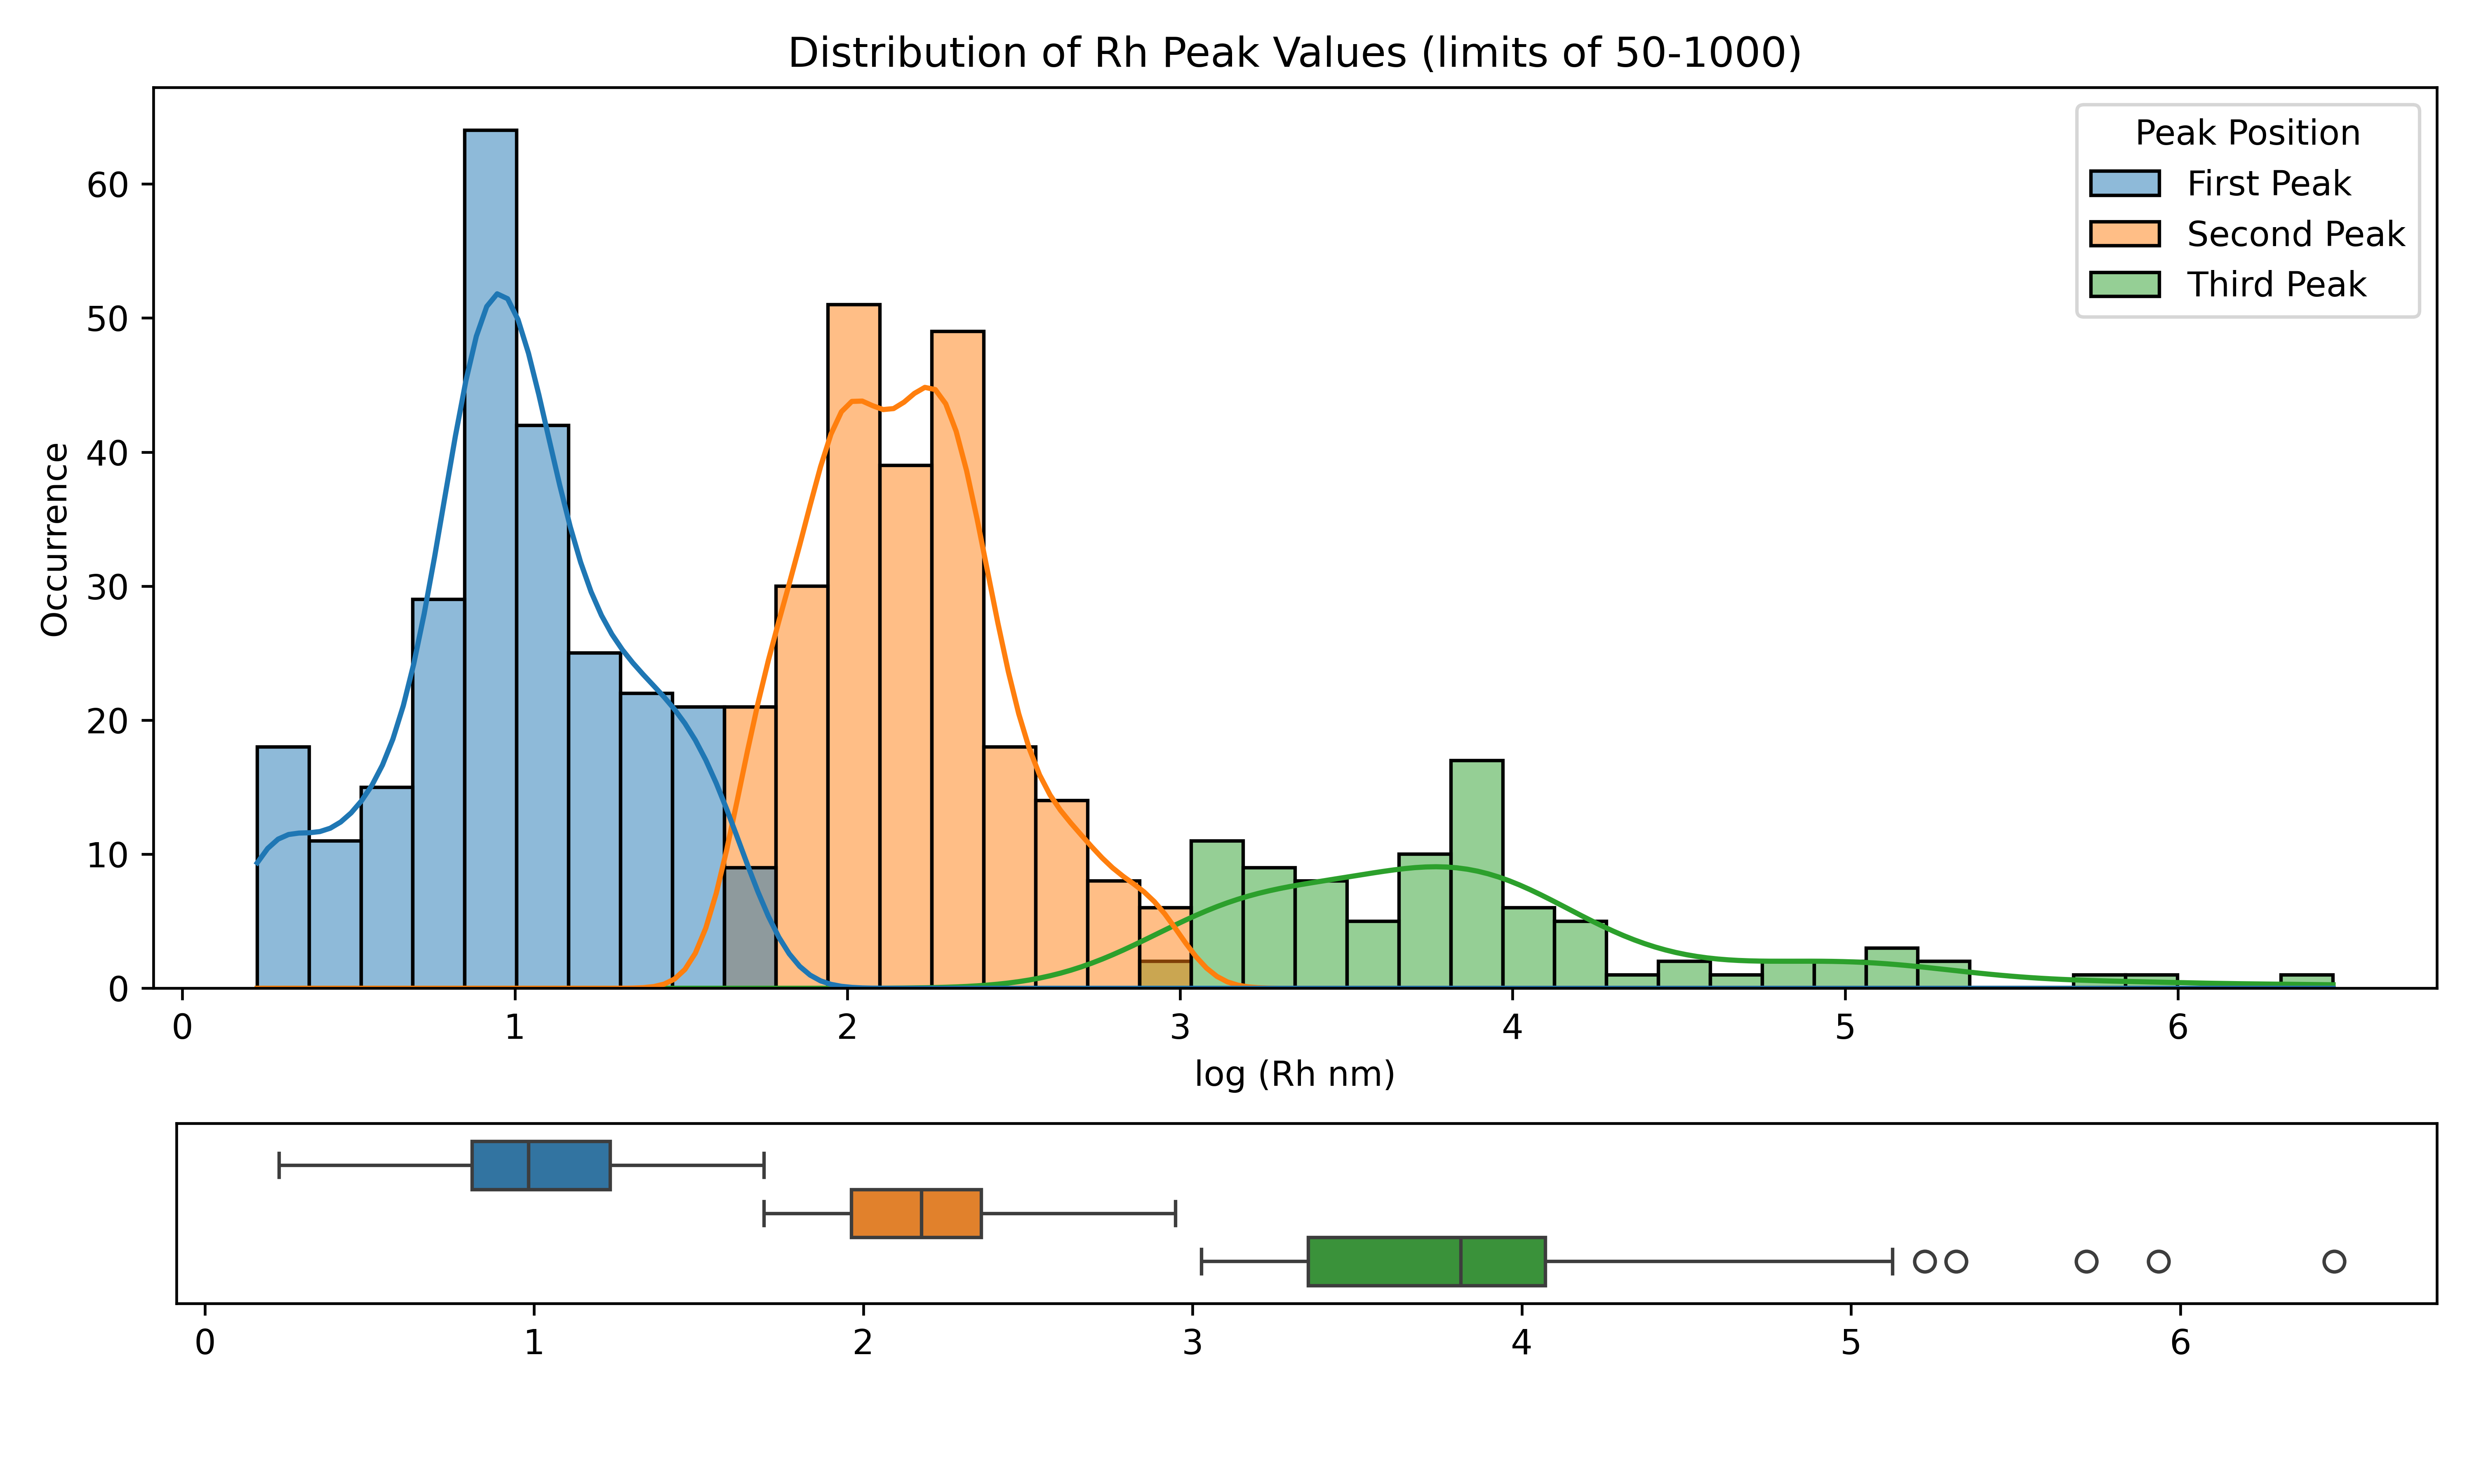 Distribution of Rh Peak Values (limits of 50-1000)
Peak Position
First Peak
Second Peak
Third Peak
Occurrence
60
50
40
30
20
10
0
0 1 2 3 4 5 6
log (Rh nm)
0 1 2 3 4 5 6